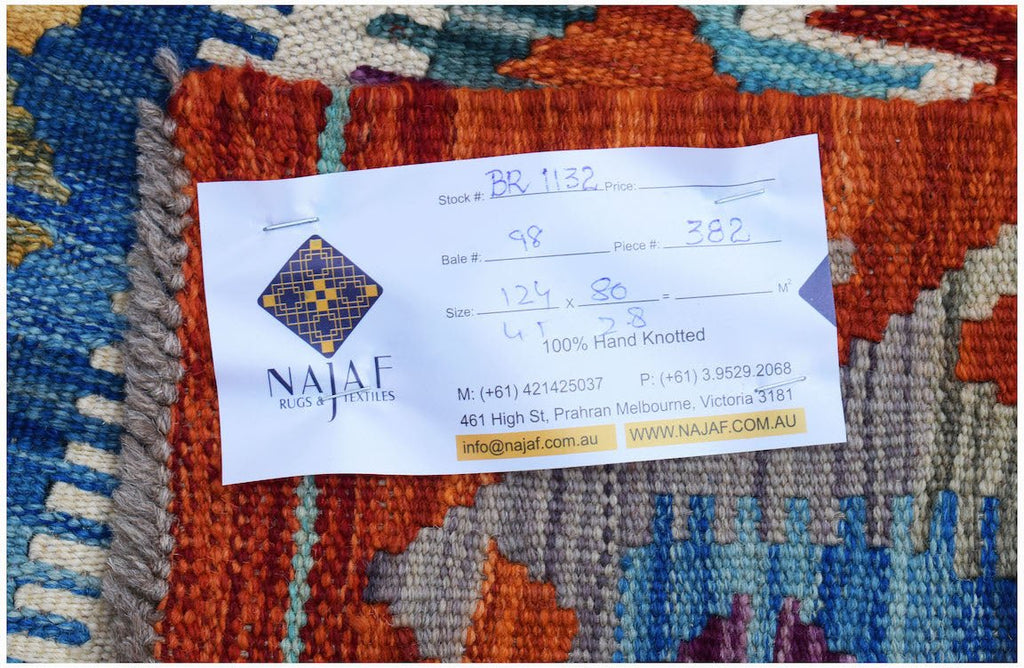 Stock #: BR 1132 Price:
Bale #: 98 Piece #: 382
Size: 124 x 80 = M²
2.8
100% Hand Knotted
NAJAF
RUGS & TEXTILES
M: (+61) 421425037 P: (+61) 3.9529.2068
461 High St, Prahran Melbourne, Victoria 3181
info@najaf.com.au WWW.NAJAF.COM.AU